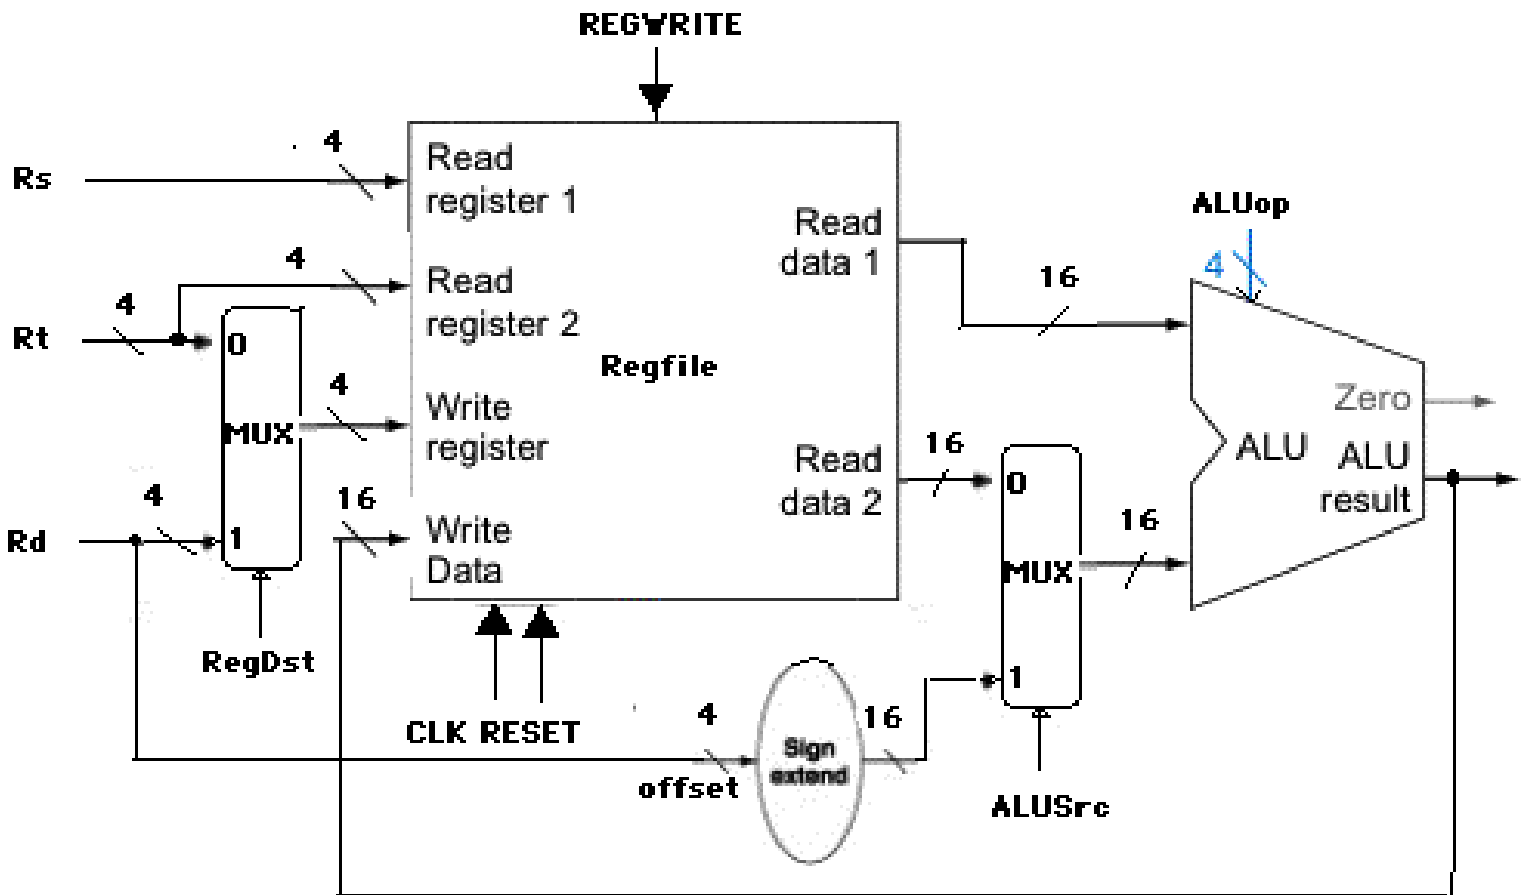 REGWRITE
4
Rs
Read
register 1
Read
data 1
ALUop
4
4
Read
register 2
16
4
Rt
0
Regfile
4
Write
register
MUX
Zero
ALU
ALU
result
Read
data 2
16
0
4
16
Rd
1
Write
Data
16
MUX
RegDst
1
CLK RESET
4
16
Sign
extend
offset
ALUSrc